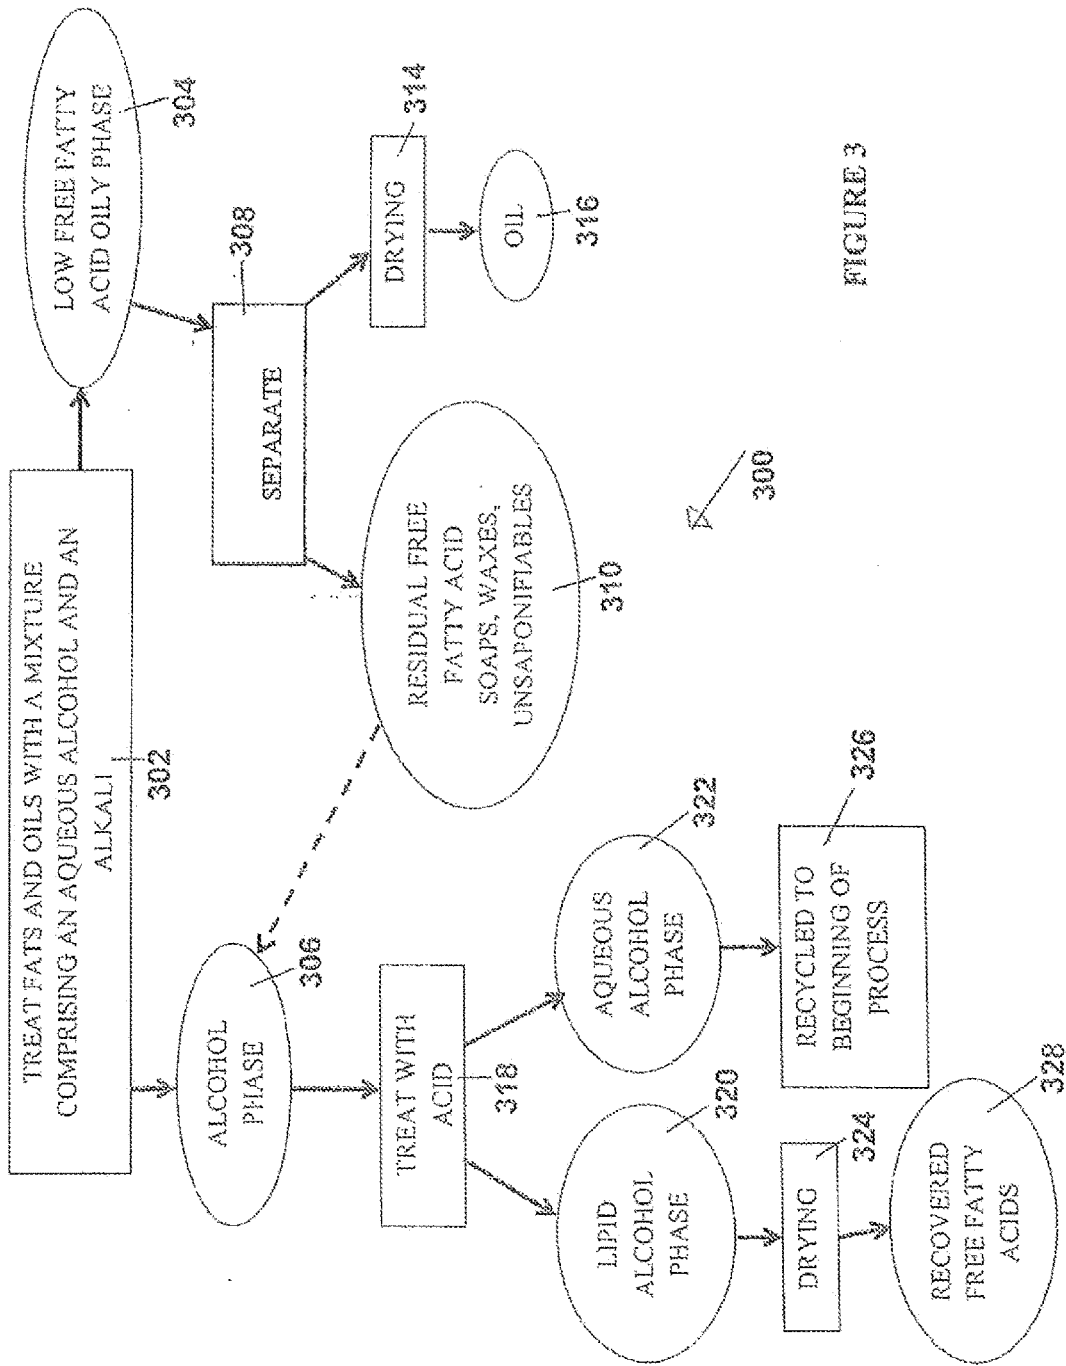 TREAT FATS AND OILS WITH A MIXTURE
COMPRISING AN AQUEOUS ALCOHOL AND AN
ALKALI
302
LOW FREE FATTY
ACID OILY PHASE
304
ALCOHOL
PHASE
306
SEPARATE
308
RESIDUAL FREE
FATTY ACID
SOAPS, WAXES,
UNSAPONIFIABLES
310
DRYING
314
OIL
316
TREAT WITH
ACID
318
LIPID
ALCOHOL
PHASE
320
AQUEOUS
ALCOHOL
PHASE
322
DRYING
324
RECYCLED TO
BEGINNING OF
PROCESS
326
RECOVERED
FREE FATTY
ACIDS
328
300
FIGURE 3